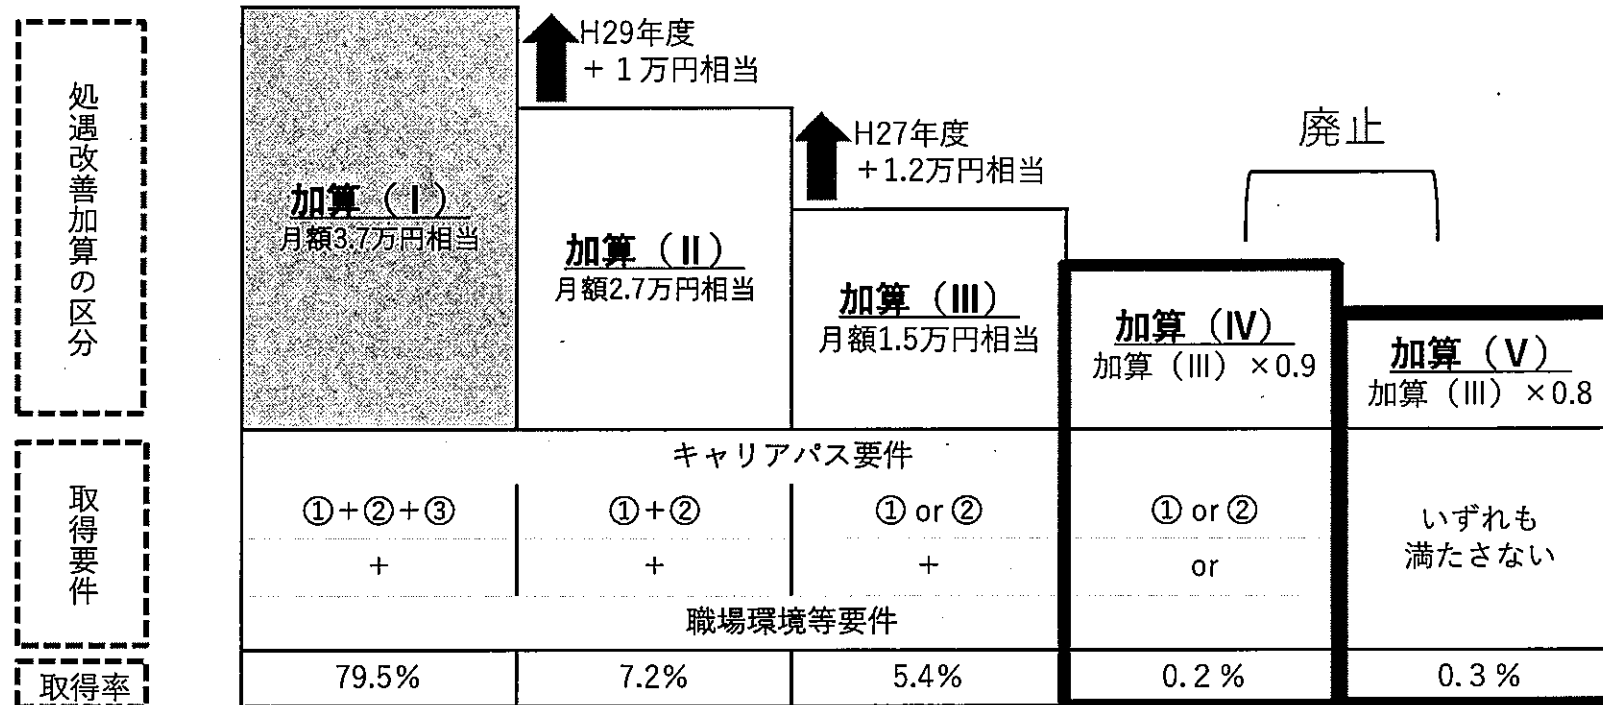 処遇改善加算の区分
H29年度
+ 1 万円相当
H27年度
+1.2万円相当
廃止
加算(Ⅰ)
月額3.7万円相当
加算(Ⅱ)
月額2.7万円相当
加算(Ⅲ)
月額1.5万円相当
加算(Ⅳ)
加算(Ⅲ)×0.9
加算(Ⅴ)
加算(Ⅲ)×0.8
取得要件
キャリアパス要件
①+②+③ ①+② ① or ② ① or ②
+ + + or
いずれも
満たさない
職場環境等要件
取得率 79.5% 7.2% 5.4% 0.2% 0.3%